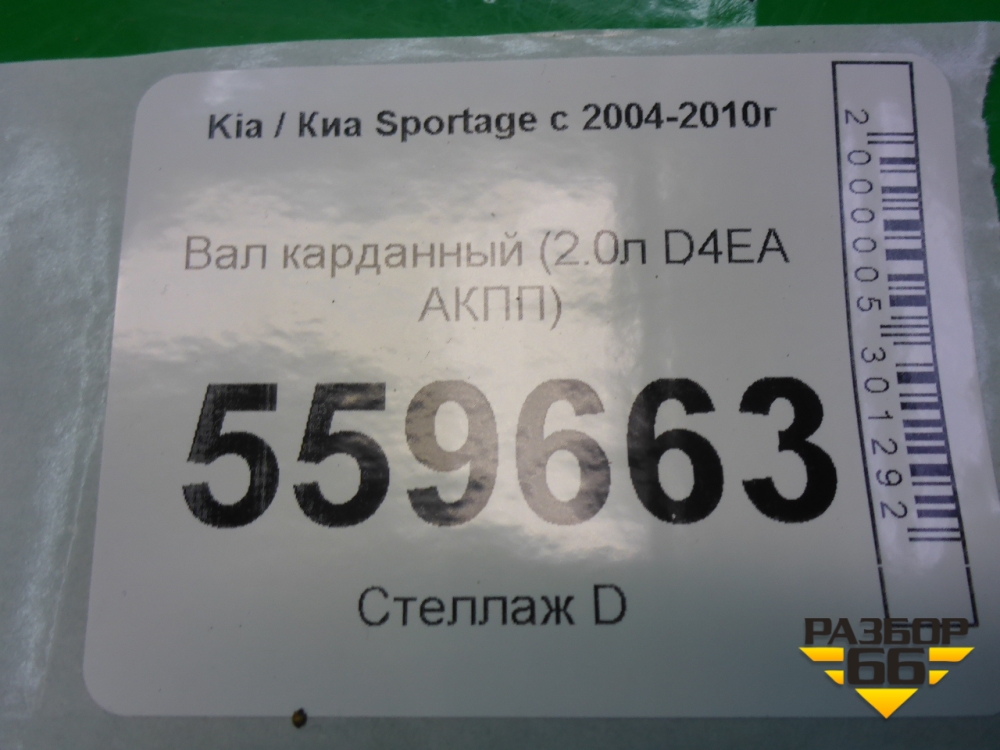 Kia / Киа Sportage с 2004-2010г
Вал карданный (2.0л D4EA
АКПП)
559663
Стеллаж D
2000005301292
РАЗБОР
66